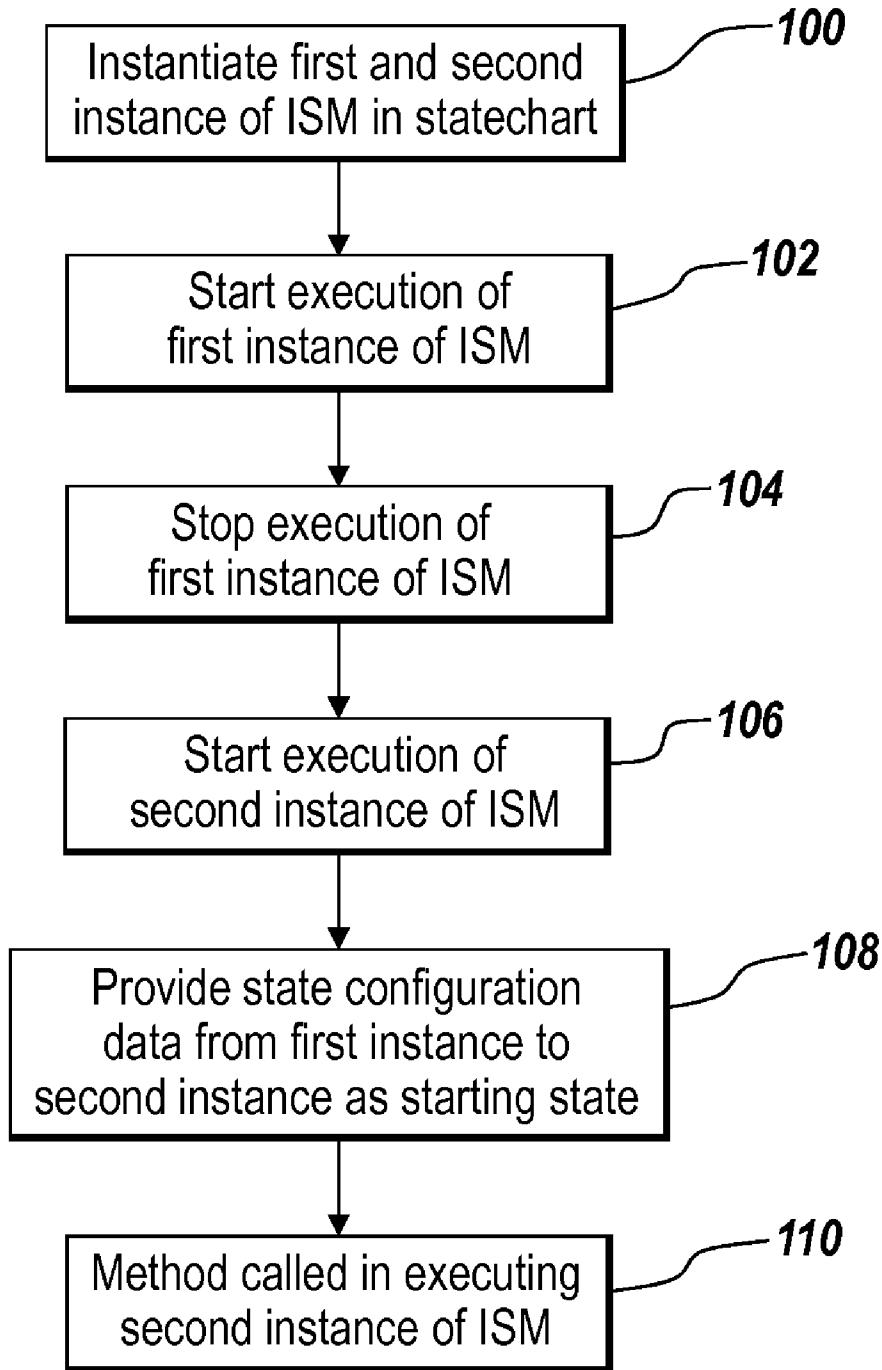 100
Instantiate first and second
instance of ISM in statechart
102
Start execution of
first instance of ISM
104
Stop execution of
first instance of ISM
106
Start execution of
second instance of ISM
108
Provide state configuration
data from first instance to
second instance as starting state
110
Method called in executing
second instance of ISM